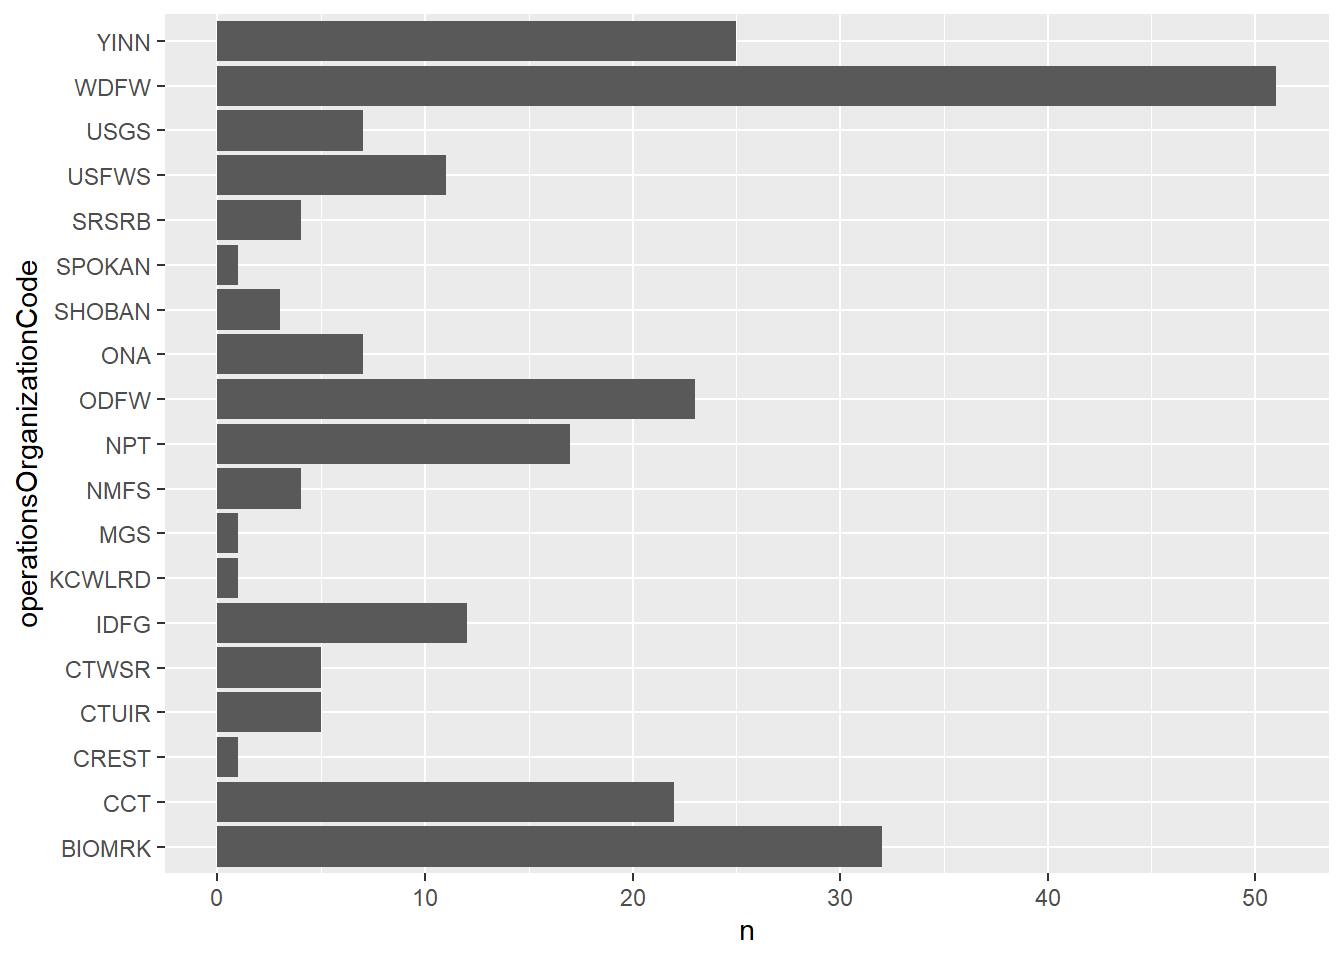 YINN
WDFW
USGS
USFWS
SRSRB
SPOKAN
SHOBAN
ONA
ODFW
NPT
NMFS
MGS
KCWLRD
IDFG
CTWSR
CTUIR
CREST
CCT
BIOMRK
operationsOrganizationCode
0 10 20 30 40 50
n